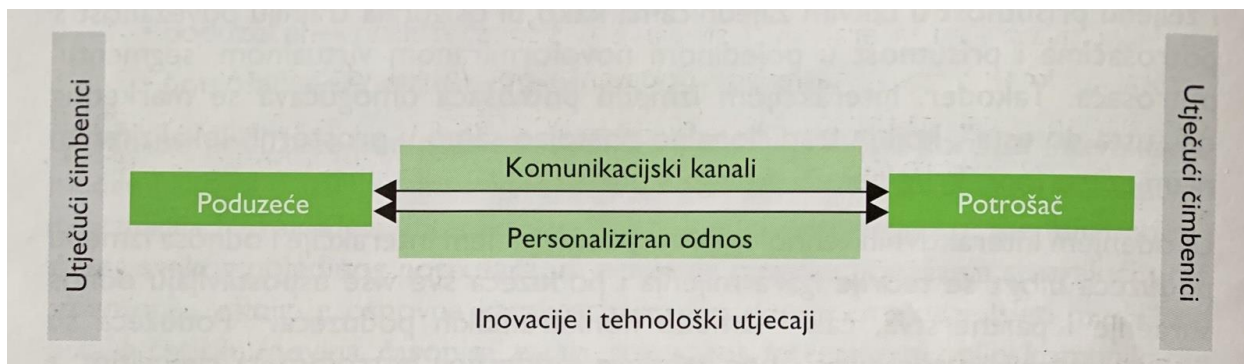 Utječući čimbenici
Poduzeće
Komunikacijski kanali
Personaliziran odnos
Potrošač
Utječući čimbenici
Inovacije i tehnološki utjecaji